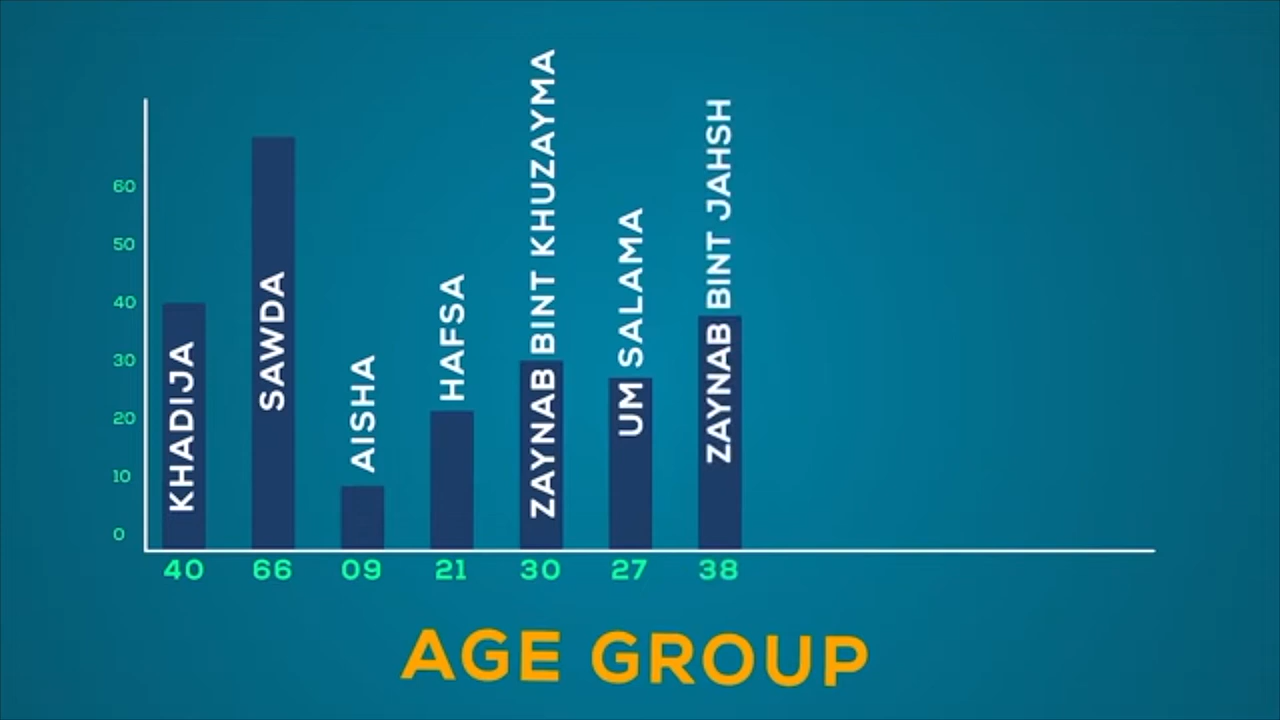 60
50
40
30
20
10
0
KHADIJA
SAWDA
AISHA
HAFSA
ZAYNAB BINT KHUZAYMA
UM SALAMA
ZAYNAB BINT JAHSH
40 66 09 21 30 27 38
AGE GROUP